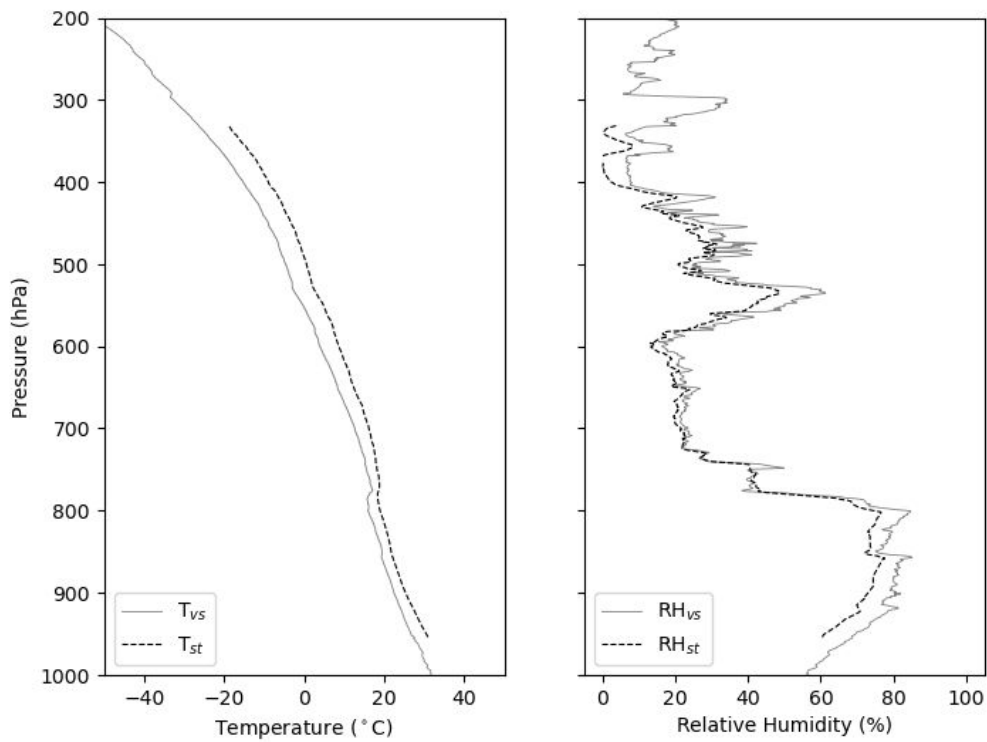 200
300
400
500
600
700
800
900
1000
Pressure (hPa)
−40 −20 0 20 40
Temperature (°C)
T_vs
T_st
0 20 40 60 80 100
Relative Humidity (%)
RH_vs
RH_st